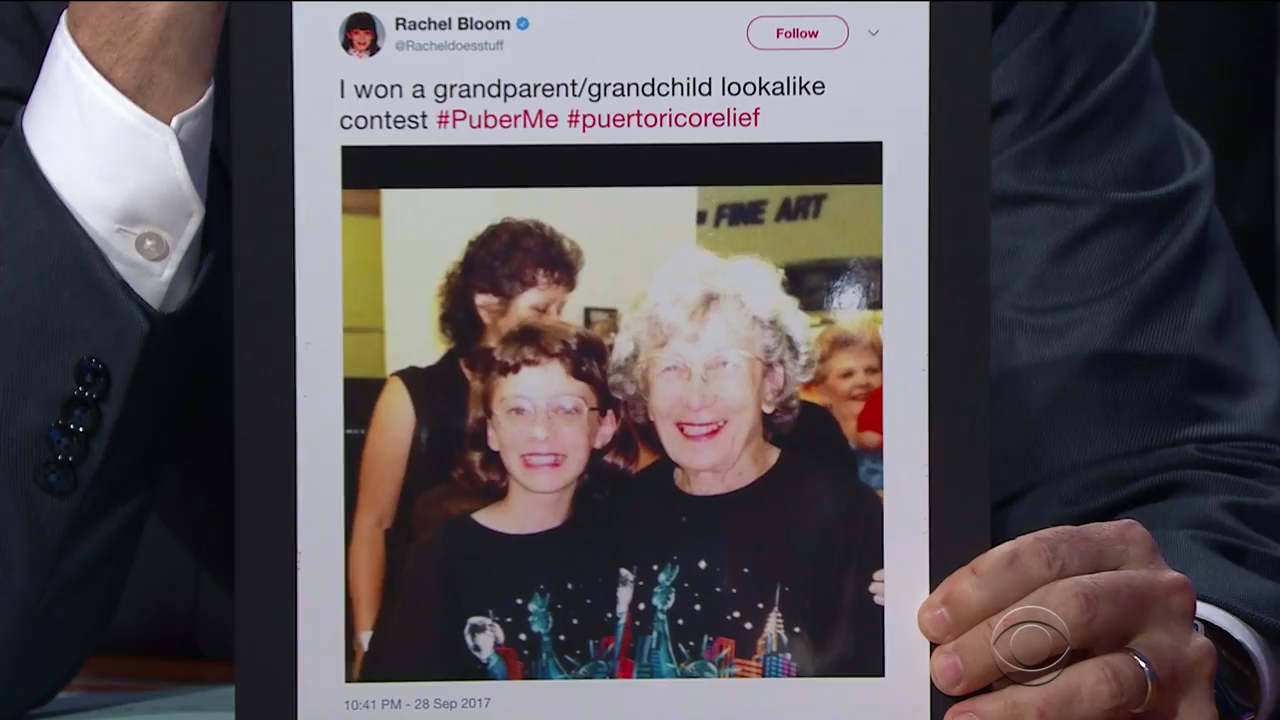 Rachel Bloom
@Racheldoesstuff
Follow
I won a grandparent/grandchild lookalike
contest #PuberMe #puertoricorelief
FINE ART
10:41 PM - 28 Sep 2017